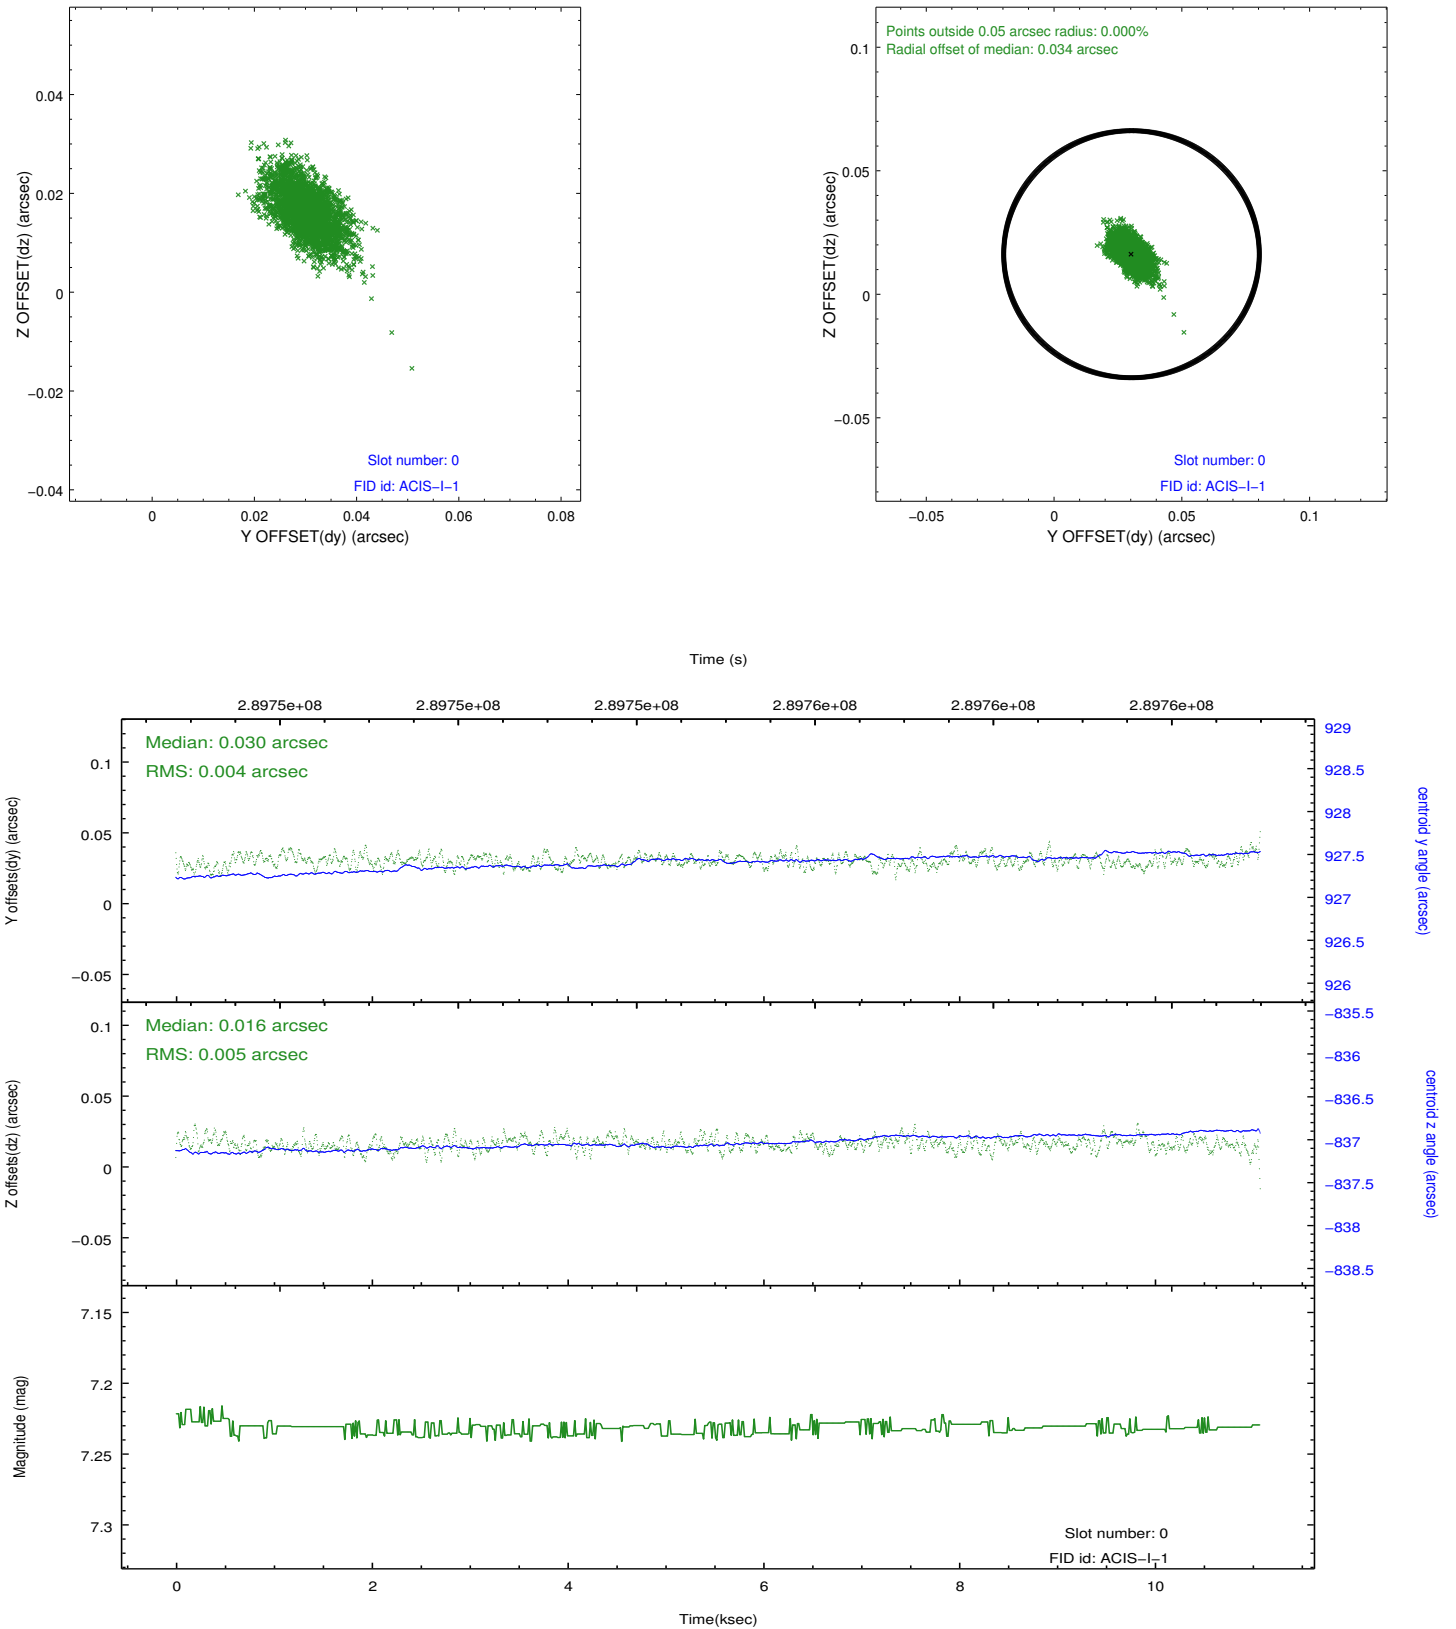 Z OFFSET(dz) (arcsec)
0.04
0.02
0
−0.02
−0.04
Slot number: 0
FID id: ACIS−I−1
0 0.02 0.04 0.06 0.08
Y OFFSET(dy) (arcsec)
Points outside 0.05 arcsec radius: 0.000%
Radial offset of median: 0.034 arcsec
Z OFFSET(dz) (arcsec)
0.1
0.05
0
−0.05
Slot number: 0
FID id: ACIS−I−1
−0.05 0 0.05 0.1
Y OFFSET(dy) (arcsec)
Time (s)
2.8975e+08 2.8975e+08 2.8975e+08 2.8976e+08 2.8976e+08 2.8976e+08
Median: 0.030 arcsec
RMS: 0.004 arcsec
Y offsets(dy) (arcsec)
0.1
0.05
0
−0.05
929
928.5
928
927.5
927
926.5
926
centroid y angle (arcsec)
Median: 0.016 arcsec
RMS: 0.005 arcsec
Z offsets(dz) (arcsec)
0.1
0.05
0
−0.05
−835.5
−836
−836.5
−837
−837.5
−838
−838.5
centroid z angle (arcsec)
Magnitude (mag)
7.15
7.2
7.25
7.3
Slot number: 0
FID id: ACIS−I−1
0 2 4 6 8 10
Time(ksec)